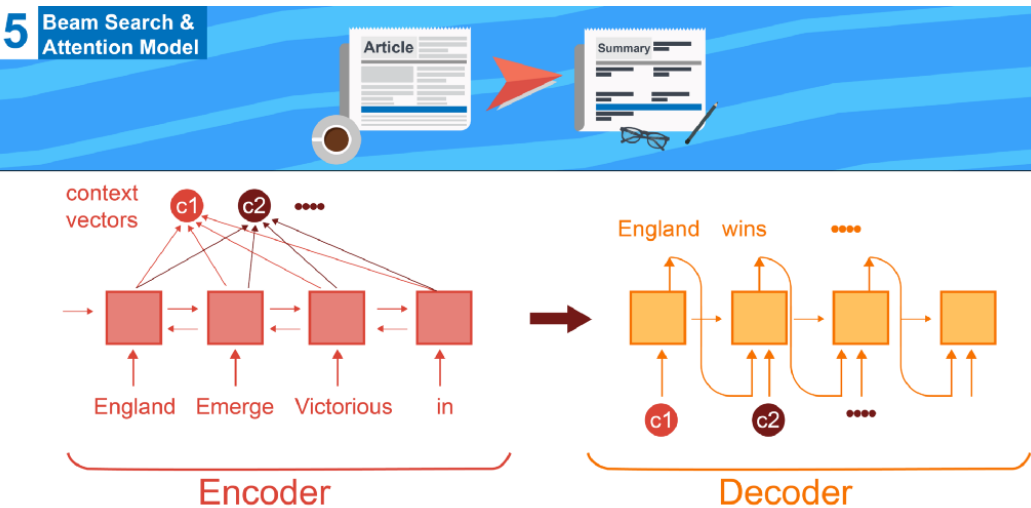 5
Beam Search &
Attention Model
Article
Summary
context
vectors
c1 c2 ••••
England wins ••••
England Emerge Victorious in
c1 c2 ••••
Encoder
Decoder